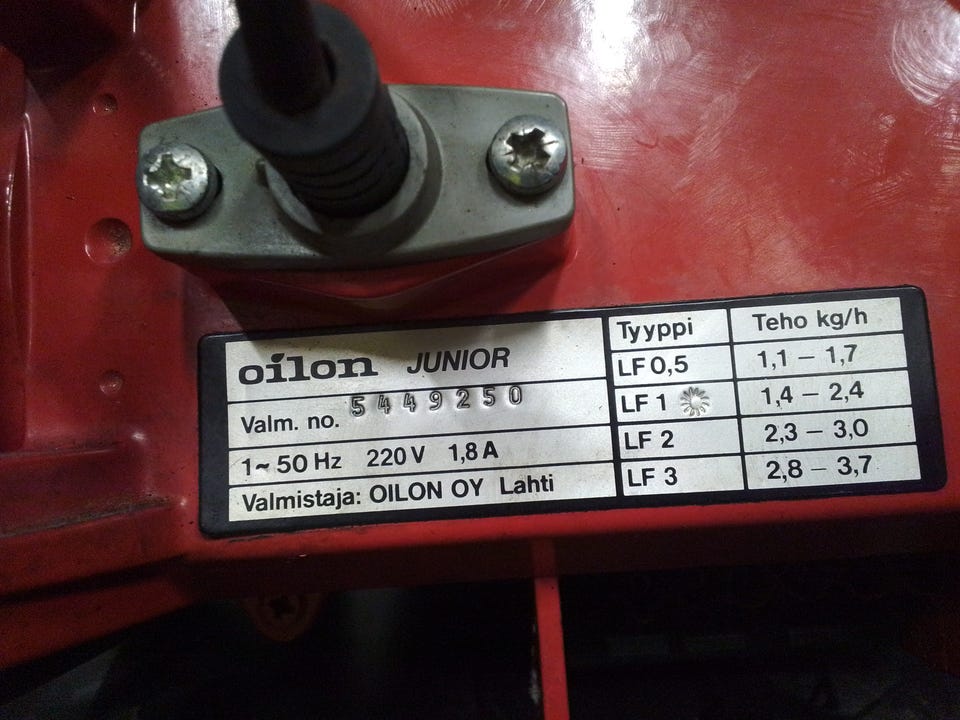 oilon JUNIOR
Valm. no. 5449250
1~ 50 Hz 220 V 1,8 A
Valmistaja: OILON OY Lahti
Tyyppi Teho kg/h
LF 0,5 1,1 – 1,7
LF 1 1,4 – 2,4
LF 2 2,3 – 3,0
LF 3 2,8 – 3,7